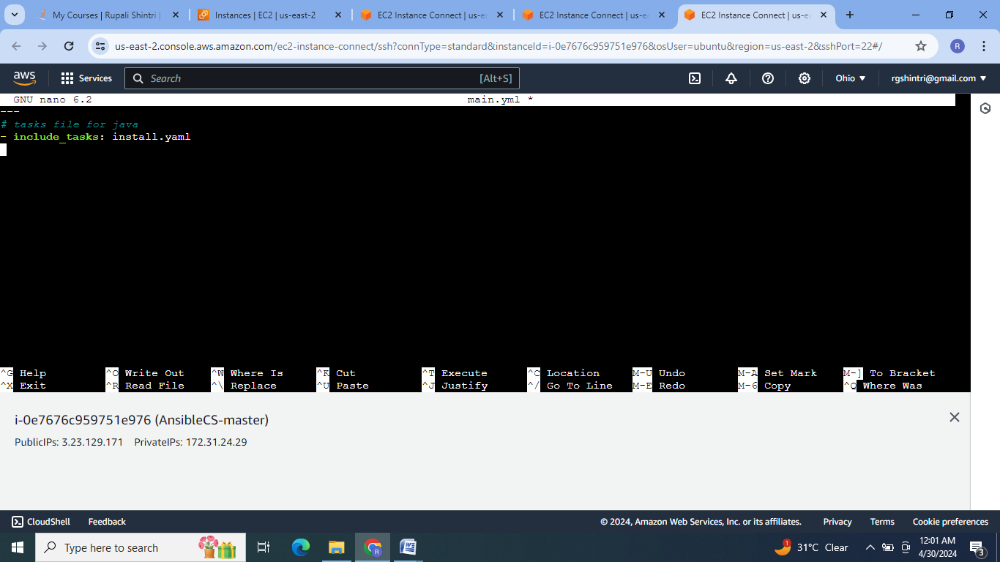 My Courses | Rupali Shintri |
Instances | EC2 | us-east-2
EC2 Instance Connect | us-e
EC2 Instance Connect | us-e
EC2 Instance Connect | us-e
us-east-2.console.aws.amazon.com/ec2-instance-connect/ssh?connType=standard&instanceId=i-0e7676c959751e976&osUser=ubuntu&region=us-east-2&sshPort=22#/
R
aws
Services
Search
[Alt+S]
Ohio
rgshintri@gmail.com
GNU nano 6.2 main.yml *
---
# tasks file for java
- include_tasks: install.yaml
^G Help ^O Write Out ^W Where Is ^K Cut ^T Execute ^C Location M-U Undo M-A Set Mark M-] To Bracket
^X Exit ^R Read File ^\ Replace ^U Paste ^J Justify ^/ Go To Line M-E Redo M-6 Copy ^Q Where Was
i-0e7676c959751e976 (AnsibleCS-master)
PublicIPs: 3.23.129.171 PrivateIPs: 172.31.24.29
CloudShell Feedback © 2024, Amazon Web Services, Inc. or its affiliates. Privacy Terms Cookie preferences
Type here to search
1
31°C Clear
12:01 AM
4/30/2024
3